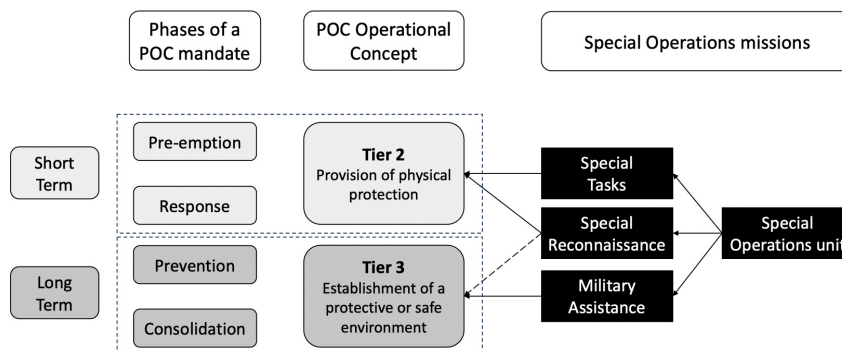 Phases of a
POC mandate
POC Operational
Concept
Special Operations missions
Short
Term
Pre-emption
Response
Tier 2
Provision of physical
protection
Special
Tasks
Special
Reconnaissance
Special
Operations unit
Long
Term
Prevention
Consolidation
Tier 3
Establishment of a
protective or safe
environment
Military
Assistance